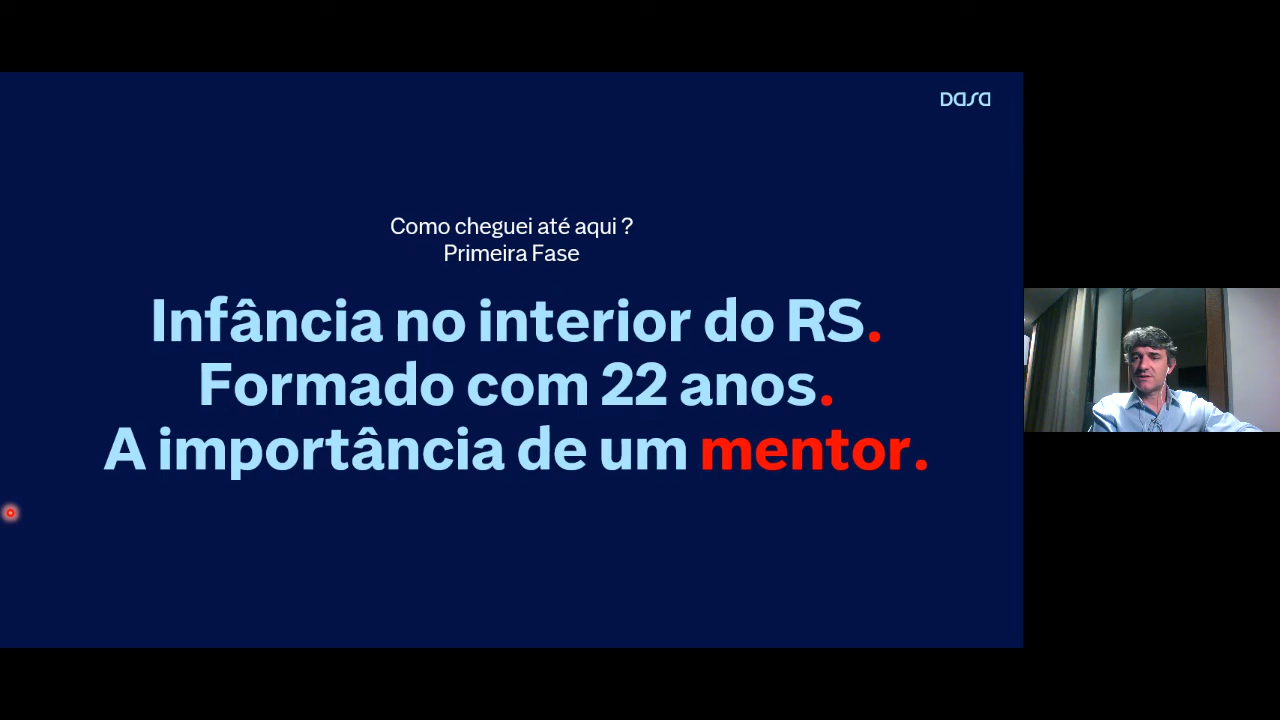 Dasa
Como cheguei até aqui ?
Primeira Fase
Infância no interior do RS.
Formado com 22 anos.
A importância de um mentor.